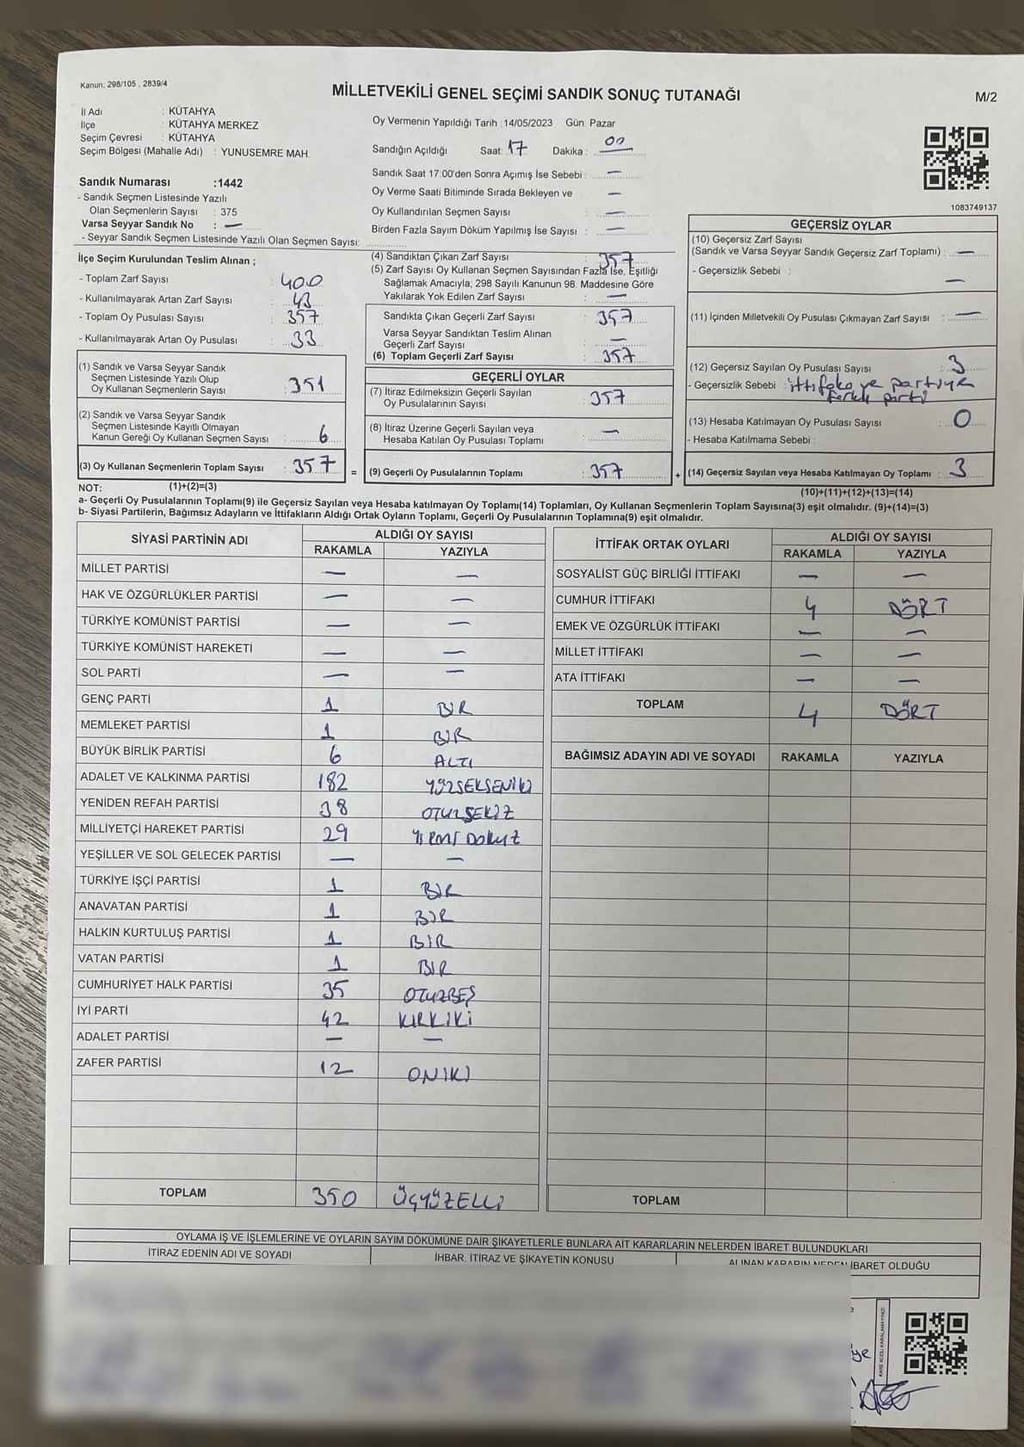 Kanun: 298/105 , 2839/4
MİLLETVEKİLİ GENEL SEÇİMİ SANDIK SONUÇ TUTANAĞI
M/2
İl Adı : KÜTAHYA
İlçe : KÜTAHYA MERKEZ
Seçim Çevresi : KÜTAHYA
Seçim Bölgesi (Mahalle Adı) : YUNUSEMRE MAH.
Sandık Numarası :1442
- Sandık Seçmen Listesinde Yazılı
Olan Seçmenlerin Sayısı : 375
Varsa Seyyar Sandık No : —
- Seyyar Sandık Seçmen Listesinde Yazılı Olan Seçmen Sayısı:
Oy Vermenin Yapıldığı Tarih :14/05/2023 Gün: Pazar
Sandığın Açıldığı Saat: 17 Dakika : 00
Sandık Saat 17:00'den Sonra Açımış İse Sebebi : —
Oy Verme Saati Bitiminde Sırada Bekleyen ve —
Oy Kullandırılan Seçmen Sayısı : —
Birden Fazla Sayım Döküm Yapılmış İse Sayısı : —
1083749137
İlçe Seçim Kurulundan Teslim Alınan ;
- Toplam Zarf Sayısı : 400
- Kullanılmayarak Artan Zarf Sayısı : 43
- Toplam Oy Pusulası Sayısı : 357
- Kullanılmayarak Artan Oy Pusulası : 33
(1) Sandık ve Varsa Seyyar Sandık
Seçmen Listesinde Yazılı Olup
Oy Kullanan Seçmenlerin Sayısı : 351
(2) Sandık ve Varsa Seyyar Sandık
Seçmen Listesinde Kayıtlı Olmayan
Kanun Gereği Oy Kullanan Seçmen Sayısı : 6
(3) Oy Kullanan Seçmenlerin Toplam Sayısı : 357 =
(4) Sandıktan Çıkan Zarf Sayısı : 357
(5) Zarf Sayısı Oy Kullanan Seçmen Sayısından Fazla İse, Eşitliği
Sağlamak Amacıyla; 298 Sayılı Kanunun 98. Maddesine Göre
Yakılarak Yok Edilen Zarf Sayısı : —
Sandıkta Çıkan Geçerli Zarf Sayısı : 357
Varsa Seyyar Sandıktan Teslim Alınan
Geçerli Zarf Sayısı : —
(6) Toplam Geçerli Zarf Sayısı : 357
GEÇERLİ OYLAR
(7) İtiraz Edilmeksizin Geçerli Sayılan
Oy Pusulalarının Sayısı : 357
(8) İtiraz Üzerine Geçerli Sayılan veya
Hesaba Katılan Oy Pusulası Toplamı : —
(9) Geçerli Oy Pusulalarının Toplamı : 357 +
GEÇERSİZ OYLAR
(10) Geçersiz Zarf Sayısı
(Sandık ve Varsa Seyyar Sandık Geçersiz Zarf Toplamı) : —
- Geçersizlik Sebebi : —
(11) İçinden Milletvekili Oy Pusulası Çıkmayan Zarf Sayısı : —
(12) Geçersiz Sayılan Oy Pusulası Sayısı : 3
- Geçersizlik Sebebi : ittifaka ve partiye
farklı parti
(13) Hesaba Katılmayan Oy Pusulası Sayısı : 0
- Hesaba Katılmama Sebebi :
(14) Geçersiz Sayılan veya Hesaba Katılmayan Oy Toplamı : 3
NOT: (1)+(2)=(3) (10)+(11)+(12)+(13)=(14)
a- Geçerli Oy Pusulalarının Toplamı(9) ile Geçersiz Sayılan veya Hesaba katılmayan Oy Toplamı(14) Toplamları, Oy Kullanan Seçmenlerin Toplam Sayısına(3) eşit olmalıdır. (9)+(14)=(3)
b- Siyasi Partilerin, Bağımsız Adayların ve İttifakların Aldığı Ortak Oyların Toplamı, Geçerli Oy Pusulalarının Toplamına(9) eşit olmalıdır.
SİYASİ PARTİNİN ADI ALDIĞI OY SAYISI
RAKAMLA YAZIYLA
MİLLET PARTİSİ — —
HAK VE ÖZGÜRLÜKLER PARTİSİ — —
TÜRKİYE KOMÜNİST PARTİSİ — —
TÜRKİYE KOMÜNİST HAREKETİ — —
SOL PARTİ — —
GENÇ PARTİ 1 BİR
MEMLEKET PARTİSİ 1 BİR
BÜYÜK BİRLİK PARTİSİ 6 ALTI
ADALET VE KALKINMA PARTİSİ 182 YÜZSEKSENİKİ
YENİDEN REFAH PARTİSİ 38 OTUZSEKİZ
MİLLİYETÇİ HAREKET PARTİSİ 29 YİRMİ DOKUZ
YEŞİLLER VE SOL GELECEK PARTİSİ — —
TÜRKİYE İŞÇİ PARTİSİ 1 BİR
ANAVATAN PARTİSİ 1 BİR
HALKIN KURTULUŞ PARTİSİ 1 BİR
VATAN PARTİSİ 1 BİR
CUMHURİYET HALK PARTİSİ 35 OTUZBEŞ
İYİ PARTİ 42 KIRKİKİ
ADALET PARTİSİ — —
ZAFER PARTİSİ 12 ONİKİ
TOPLAM 350 ÜÇYÜZELLİ
İTTİFAK ORTAK OYLARI ALDIĞI OY SAYISI
RAKAMLA YAZIYLA
SOSYALİST GÜÇ BİRLİĞİ İTTİFAKI — —
CUMHUR İTTİFAKI 4 DÖRT
EMEK VE ÖZGÜRLÜK İTTİFAKI — —
MİLLET İTTİFAKI — —
ATA İTTİFAKI — —
TOPLAM 4 DÖRT
BAĞIMSIZ ADAYIN ADI VE SOYADI RAKAMLA YAZIYLA
TOPLAM
OYLAMA İŞ VE İŞLEMLERİNE VE OYLARIN SAYIM DÖKÜMÜNE DAİR ŞİKAYETLERLE BUNLARA AİT KARARLARIN NELERDEN İBARET BULUNDUKLARI
İTİRAZ EDENİN ADI VE SOYADI İHBAR, İTİRAZ VE ŞİKAYETİN KONUSU ALINAN KARARIN NEDEN İBARET OLDUĞU